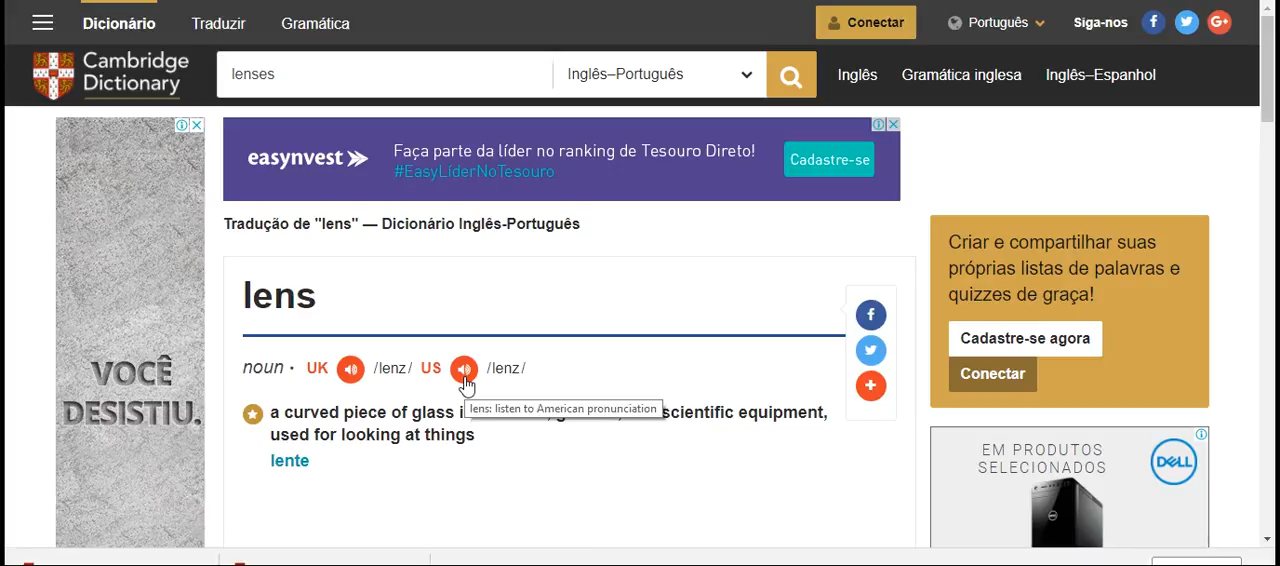 Dicionário Traduzir Gramática Conectar Português Siga-nos
Cambridge
Dictionary
lenses Inglês–Português Inglês Gramática inglesa Inglês–Espanhol
easynvest Faça parte da líder no ranking de Tesouro Direto!
#EasyLíderNoTesouro
Cadastre-se
Tradução de "lens" — Dicionário Inglês-Português
lens
noun · UK /lenz/ US /lenz/
lens: listen to American pronunciation
a curved piece of glass scientific equipment,
used for looking at things
lente
VOCÊ
DESISTIU.
Criar e compartilhar suas
próprias listas de palavras e
quizzes de graça!
Cadastre-se agora
Conectar
EM PRODUTOS
SELECIONADOS
DELL